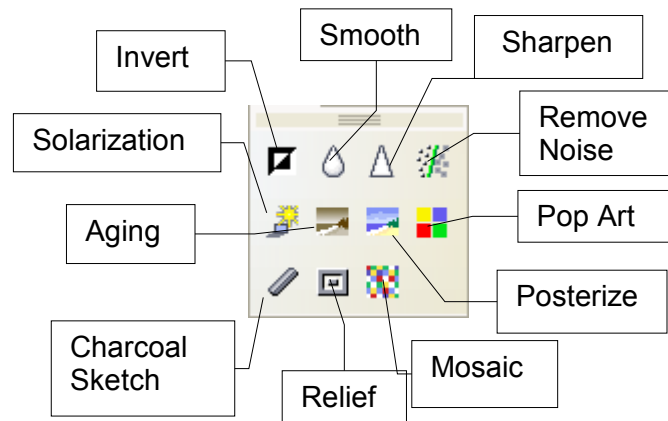 Smooth
Sharpen
Invert
Remove
Noise
Solarization
Aging
Pop Art
Posterize
Charcoal
Sketch
Mosaic
Relief